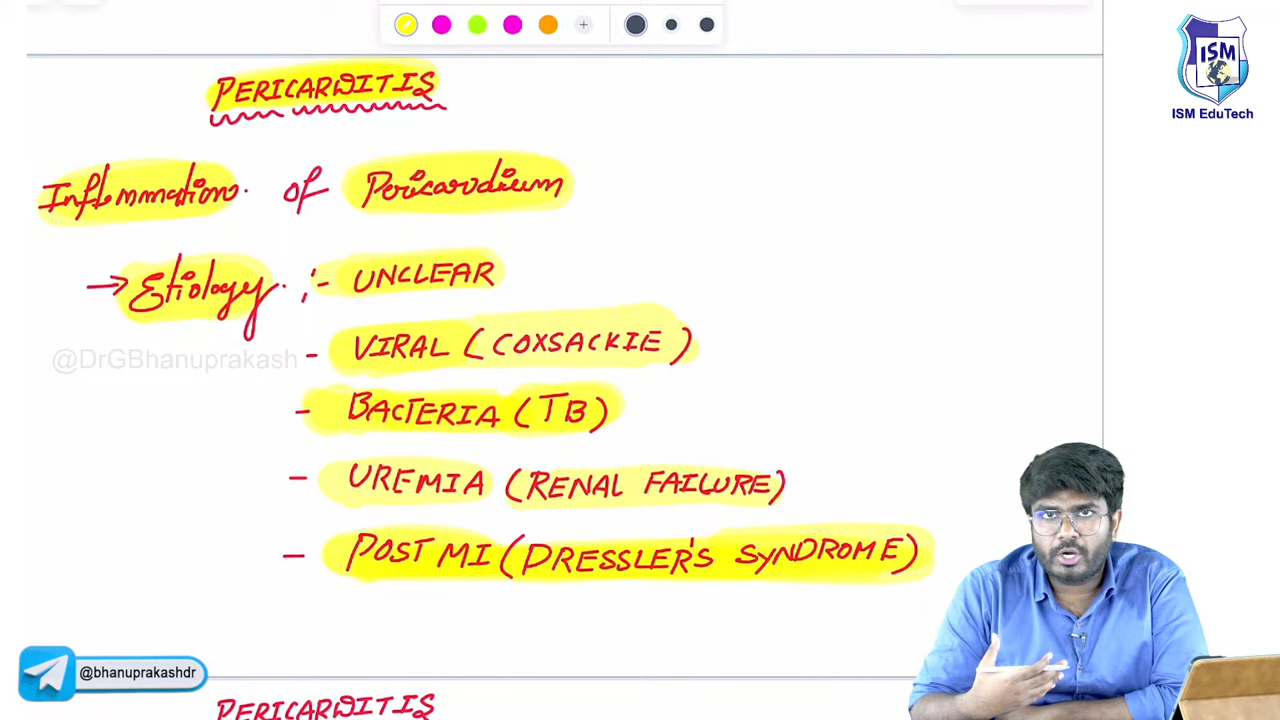 ISM
ISM EduTech
PERICARDITIS
Inflammation of Pericardium
→ Etiology :- UNCLEAR
@DrGBhanuprakash
- VIRAL (COXSACKIE)
- BACTERIA (TB)
- UREMIA (RENAL FAILURE)
- POST MI (DRESSLER'S SYNDROME)
@bhanuprakashdr
PERICARDITIS